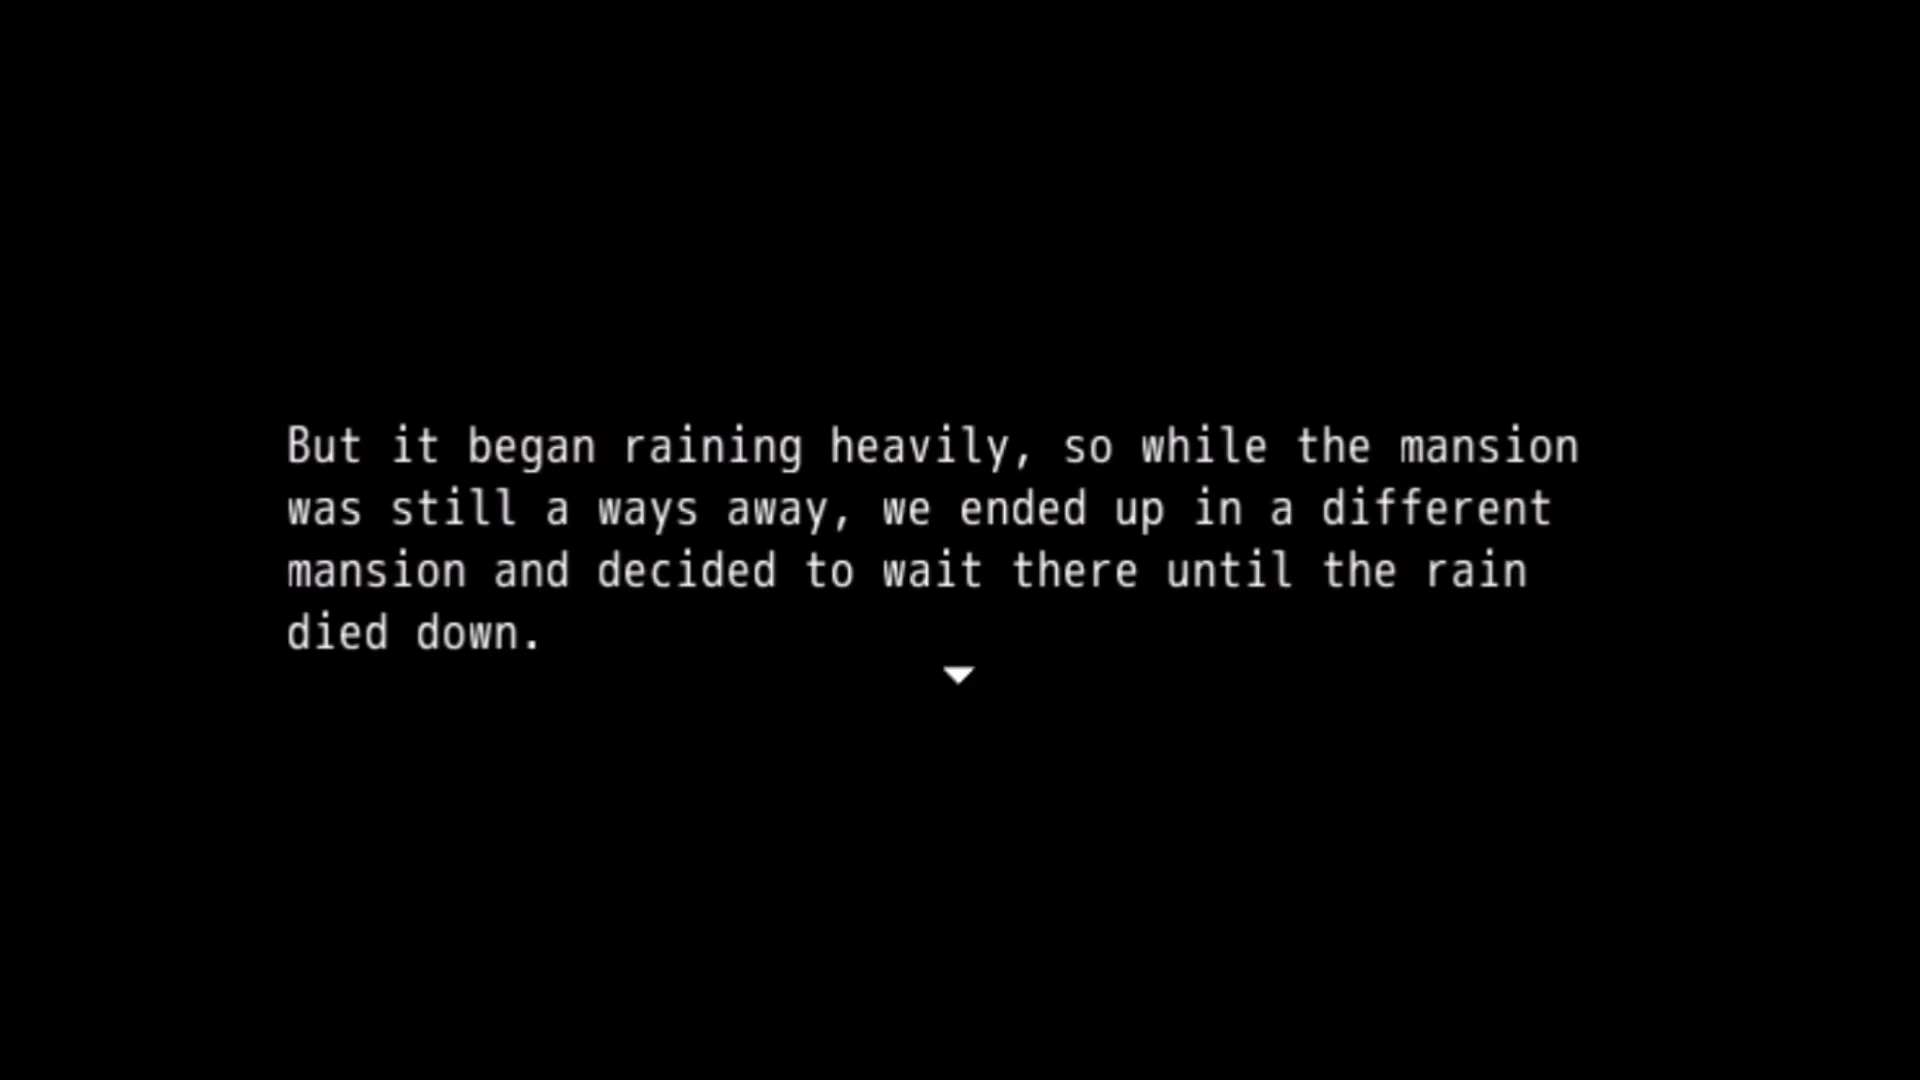 But it began raining heavily, so while the mansion
was still a ways away, we ended up in a different
mansion and decided to wait there until the rain
died down.